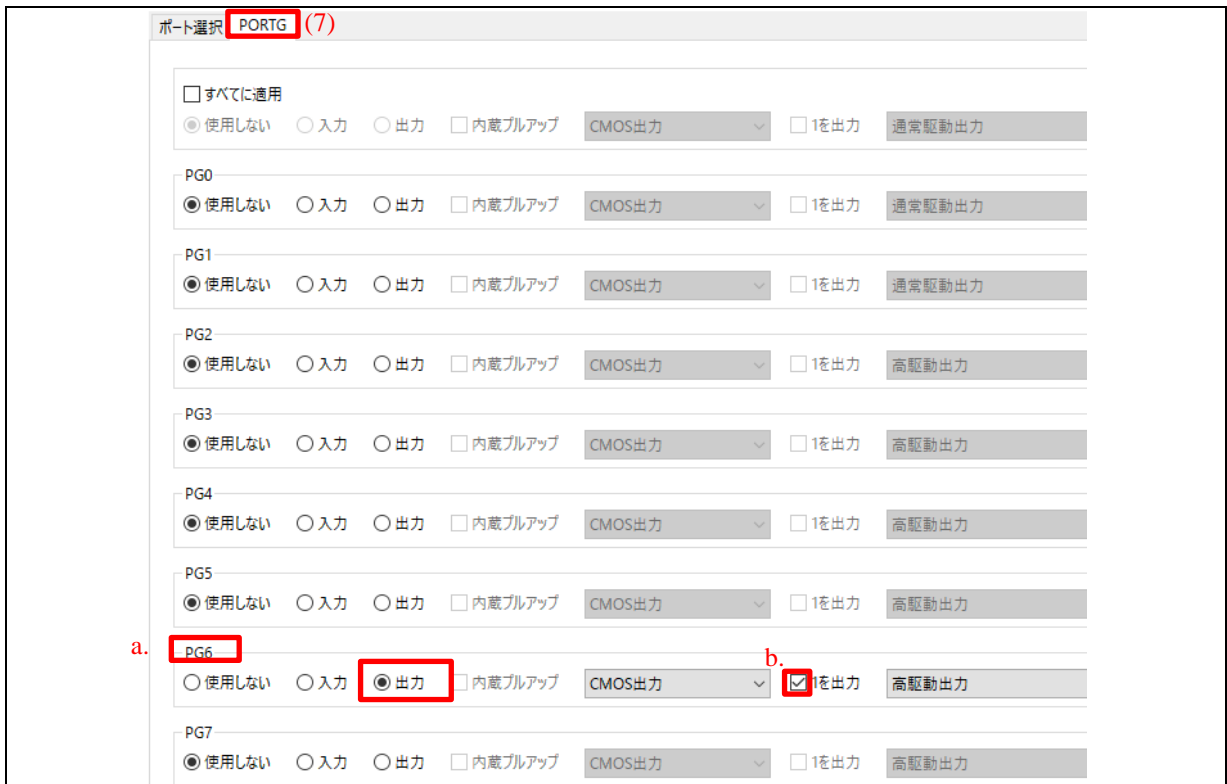 ポート選択 PORTG (7)
すべてに適用
使用しない 入力 出力 内蔵プルアップ CMOS出力 1を出力 通常駆動出力
PG0
使用しない 入力 出力 内蔵プルアップ CMOS出力 1を出力 通常駆動出力
PG1
使用しない 入力 出力 内蔵プルアップ CMOS出力 1を出力 通常駆動出力
PG2
使用しない 入力 出力 内蔵プルアップ CMOS出力 1を出力 高駆動出力
PG3
使用しない 入力 出力 内蔵プルアップ CMOS出力 1を出力 高駆動出力
PG4
使用しない 入力 出力 内蔵プルアップ CMOS出力 1を出力 高駆動出力
PG5
使用しない 入力 出力 内蔵プルアップ CMOS出力 1を出力 高駆動出力
a. PG6 b.
使用しない 入力 出力 内蔵プルアップ CMOS出力 1を出力 高駆動出力
PG7
使用しない 入力 出力 内蔵プルアップ CMOS出力 1を出力 高駆動出力